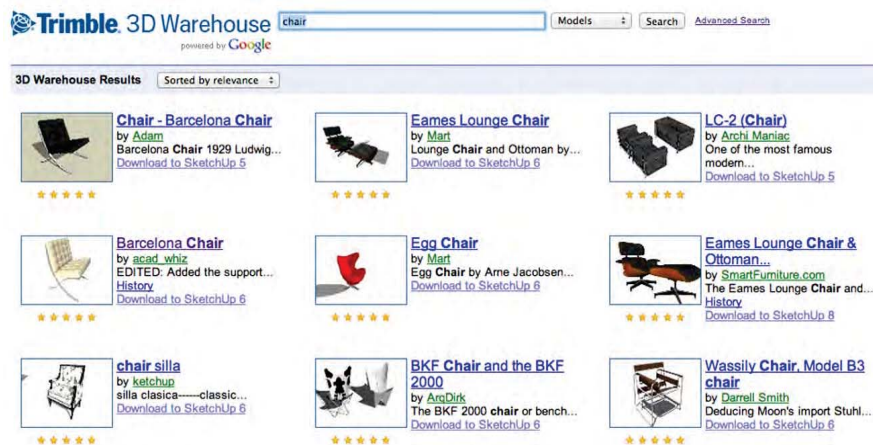 Trimble. 3D Warehouse
powered by Google
chair
Models
Search
Advanced Search
3D Warehouse Results
Sorted by relevance
Chair - Barcelona Chair
by Adam
Barcelona Chair 1929 Ludwig...
Download to SketchUp 5
Eames Lounge Chair
by Mart
Lounge Chair and Ottoman by...
Download to SketchUp 6
LC-2 (Chair)
by Archi Maniac
One of the most famous
modern...
Download to SketchUp 5
Barcelona Chair
by acad_whiz
EDITED: Added the support...
History
Download to SketchUp 6
Egg Chair
by Mart
Egg Chair by Arne Jacobsen...
Download to SketchUp 6
Eames Lounge Chair &
Ottoman...
by SmartFurniture.com
The Eames Lounge Chair and...
History
Download to SketchUp 8
chair silla
by ketchup
silla clasica-----classic...
Download to SketchUp 6
BKF Chair and the BKF
2000
by ArqDirk
The BKF 2000 chair or bench...
Download to SketchUp 6
Wassily Chair, Model B3
chair
by Darrell Smith
Deducing Moon's import Stuhl...
Download to SketchUp 6